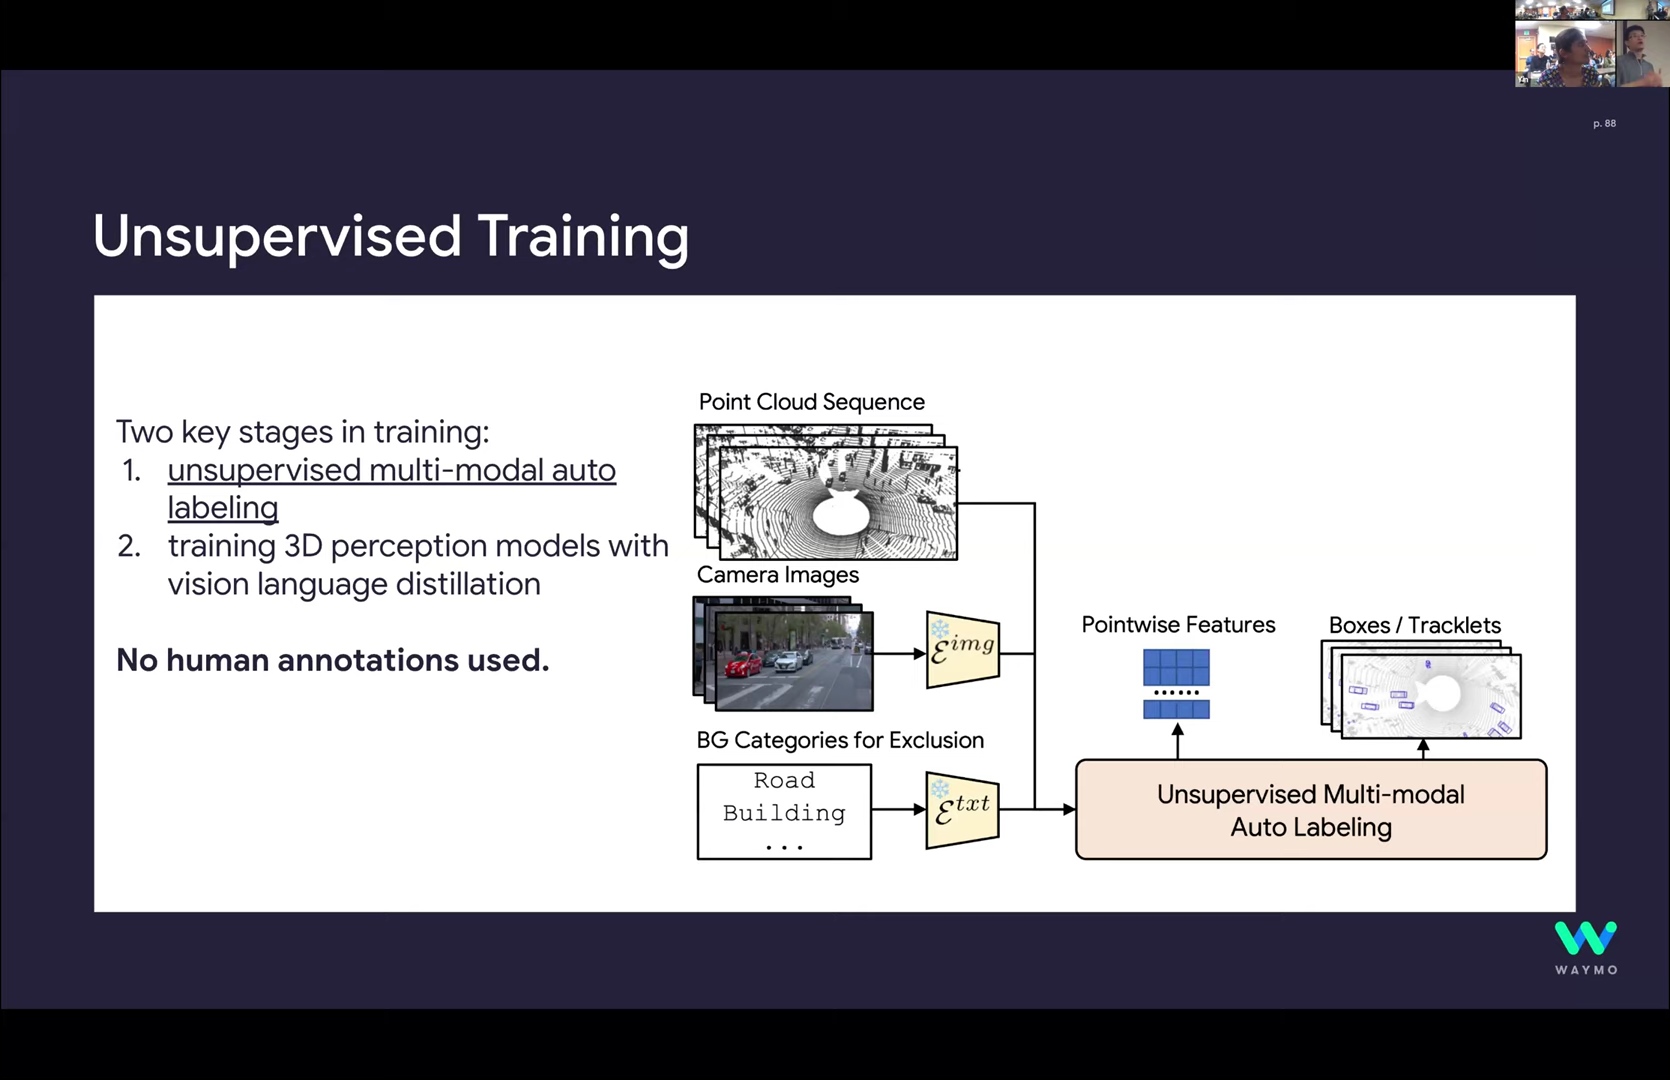 p. 88
Unsupervised Training
Two key stages in training:
1. unsupervised multi-modal auto
labeling
2. training 3D perception models with
vision language distillation
No human annotations used.
Point Cloud Sequence
Camera Images
ℰimg
BG Categories for Exclusion
Road
Building
...
ℰtxt
Pointwise Features
......
Boxes / Tracklets
Unsupervised Multi-modal
Auto Labeling
WAYMO